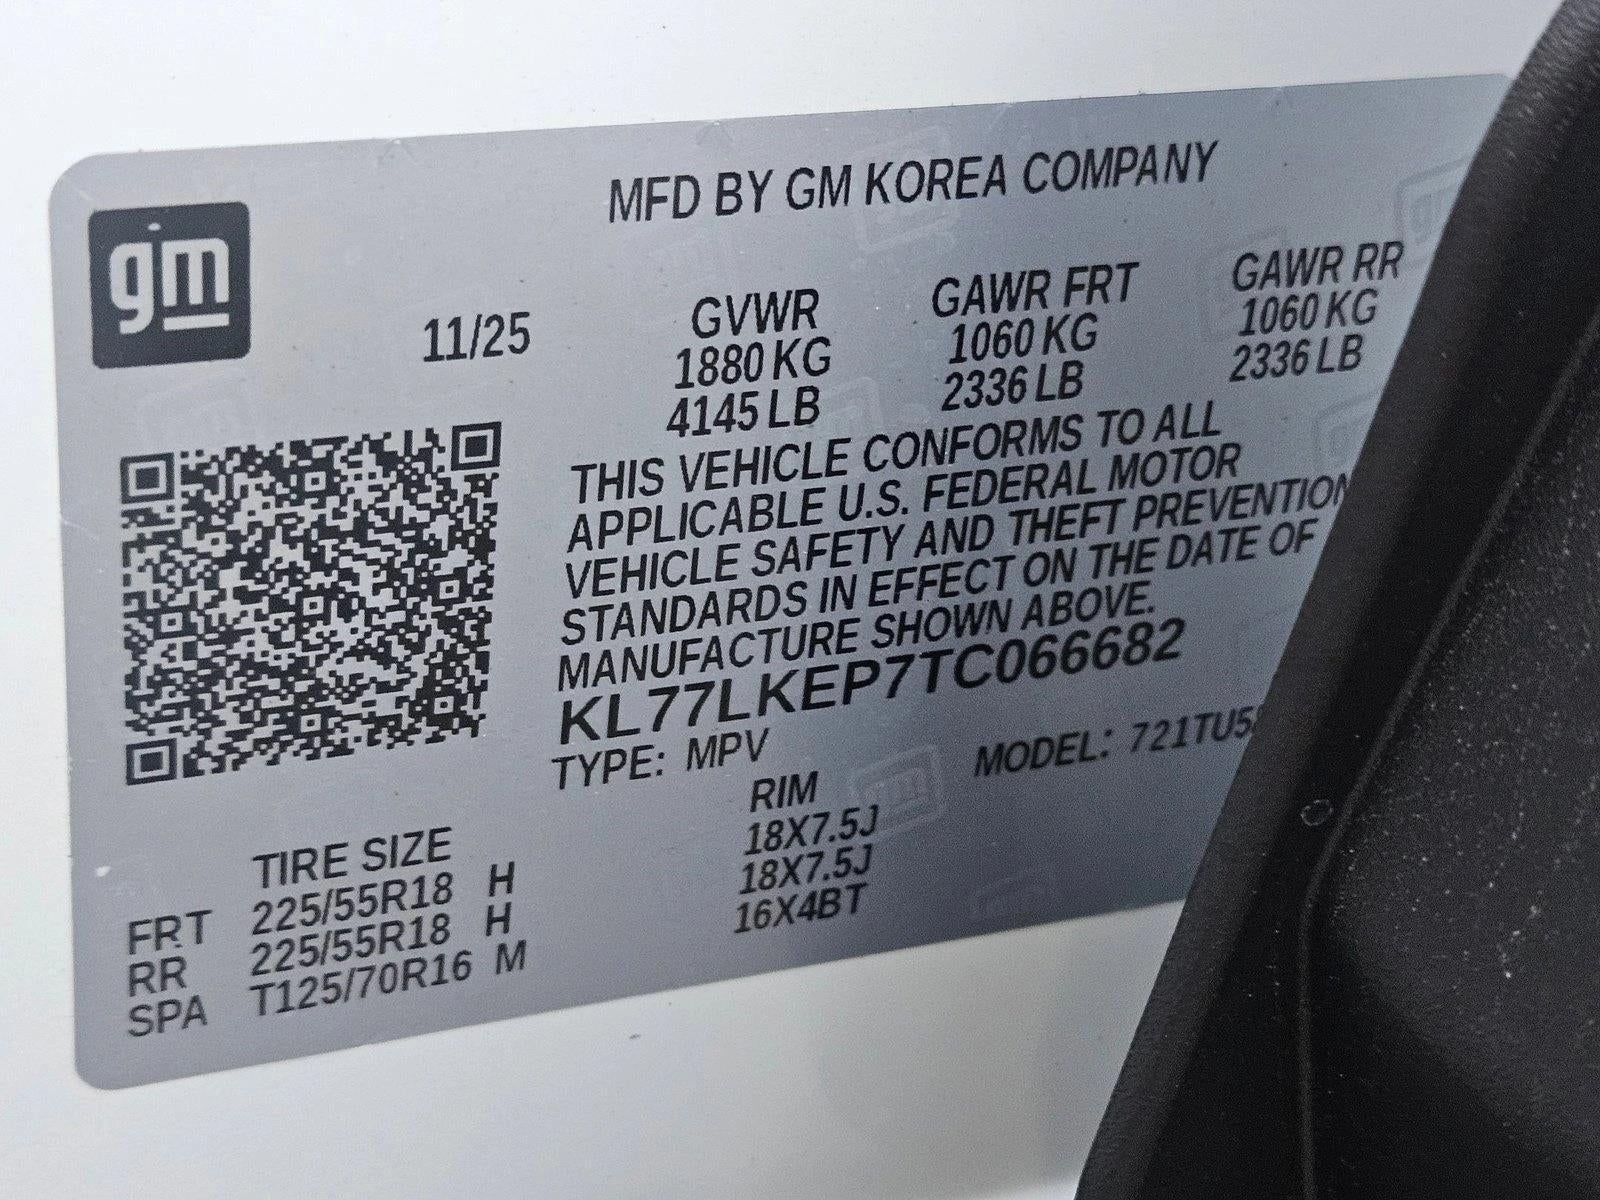 MFD BY GM KOREA COMPANY
gm
11/25
GVWR GAWR FRT GAWR RR
1880 KG 1060 KG 1060 KG
4145 LB 2336 LB 2336 LB
THIS VEHICLE CONFORMS TO ALL
APPLICABLE U.S. FEDERAL MOTOR
VEHICLE SAFETY AND THEFT PREVENTION
STANDARDS IN EFFECT ON THE DATE OF
MANUFACTURE SHOWN ABOVE.
KL77LKEP7TC066682
TYPE: MPV MODEL:
TIRE SIZE RIM
FRT 225/55R18 H 18X7.5J
RR 225/55R18 H 18X7.5J
SPA T125/70R16 M 16X4BT